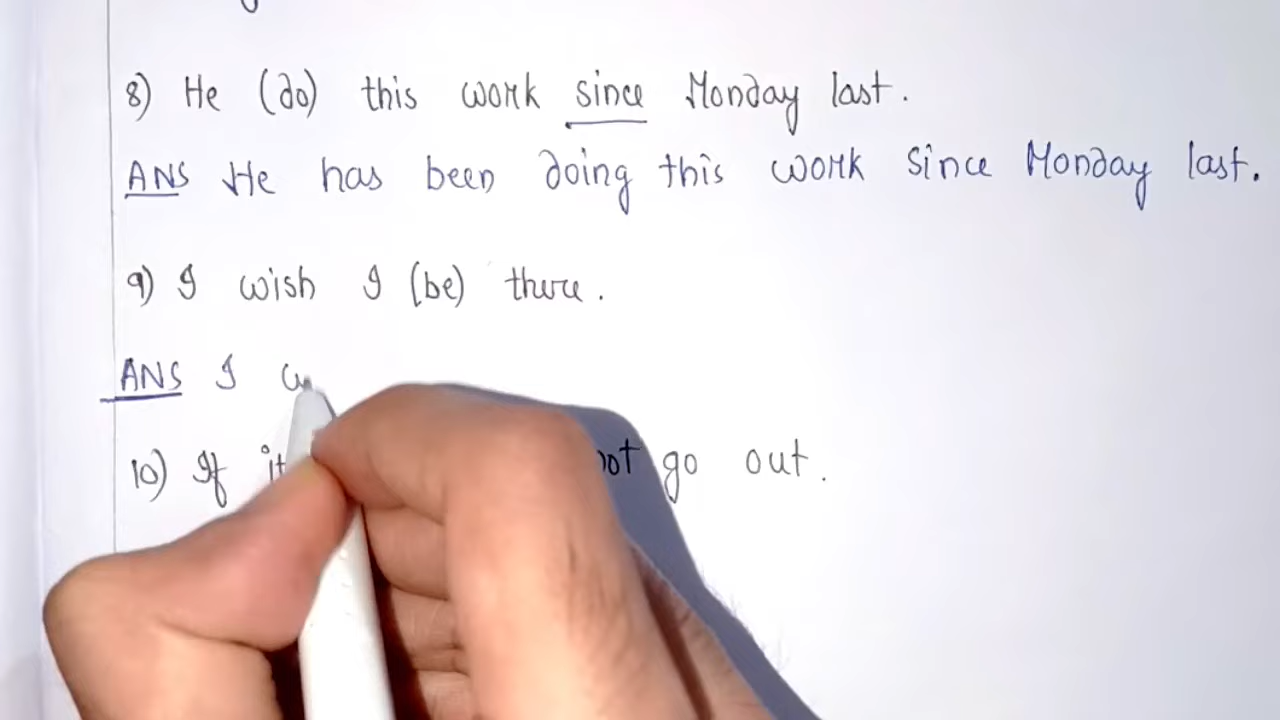 8) He (do) this work since Monday last.
ANS He has been doing this work since Monday last.
9) I wish I (be) there.
ANS I
10) If it go out.